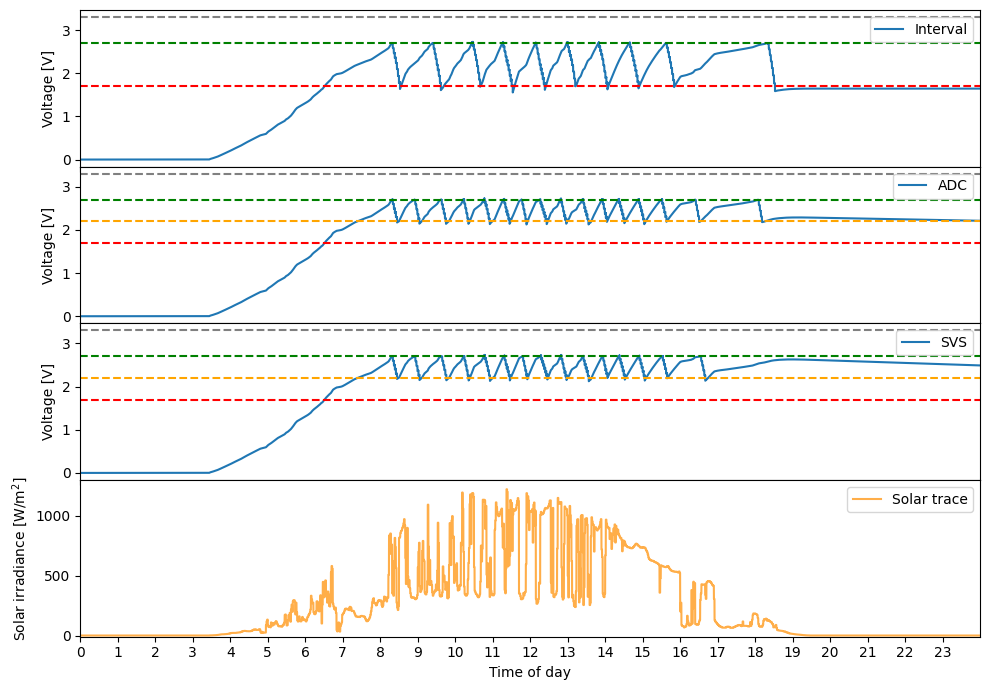 Voltage [V]
3
2
1
0
Interval
Voltage [V]
3
2
1
0
ADC
Voltage [V]
3
2
1
0
SVS
Solar irradiance [W/m²]
1000
500
0
Solar trace
0 1 2 3 4 5 6 7 8 9 10 11 12 13 14 15 16 17 18 19 20 21 22 23
Time of day